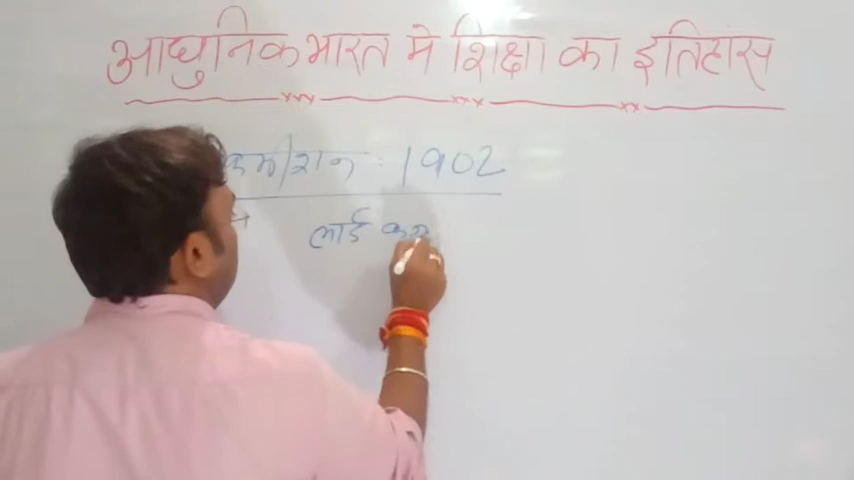 आधुनिक भारत मे शिक्षा का इतिहास
कमीशन : 1902
लार्ड